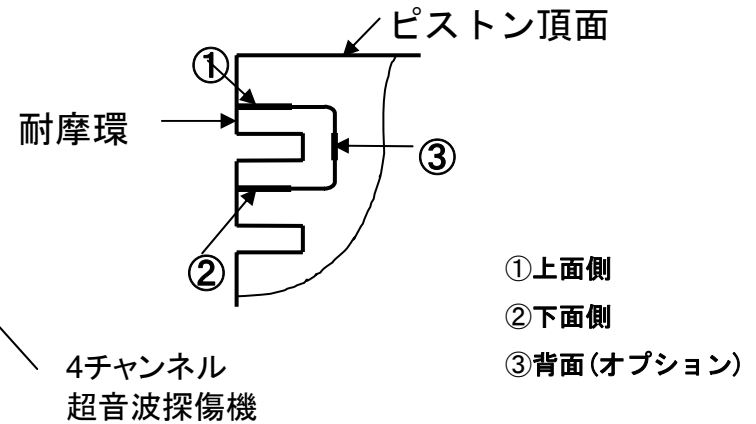 ピストン頂面
①
耐摩環
③
②
①上面側
②下面側
③背面(オプション)
4チャンネル
超音波探傷機